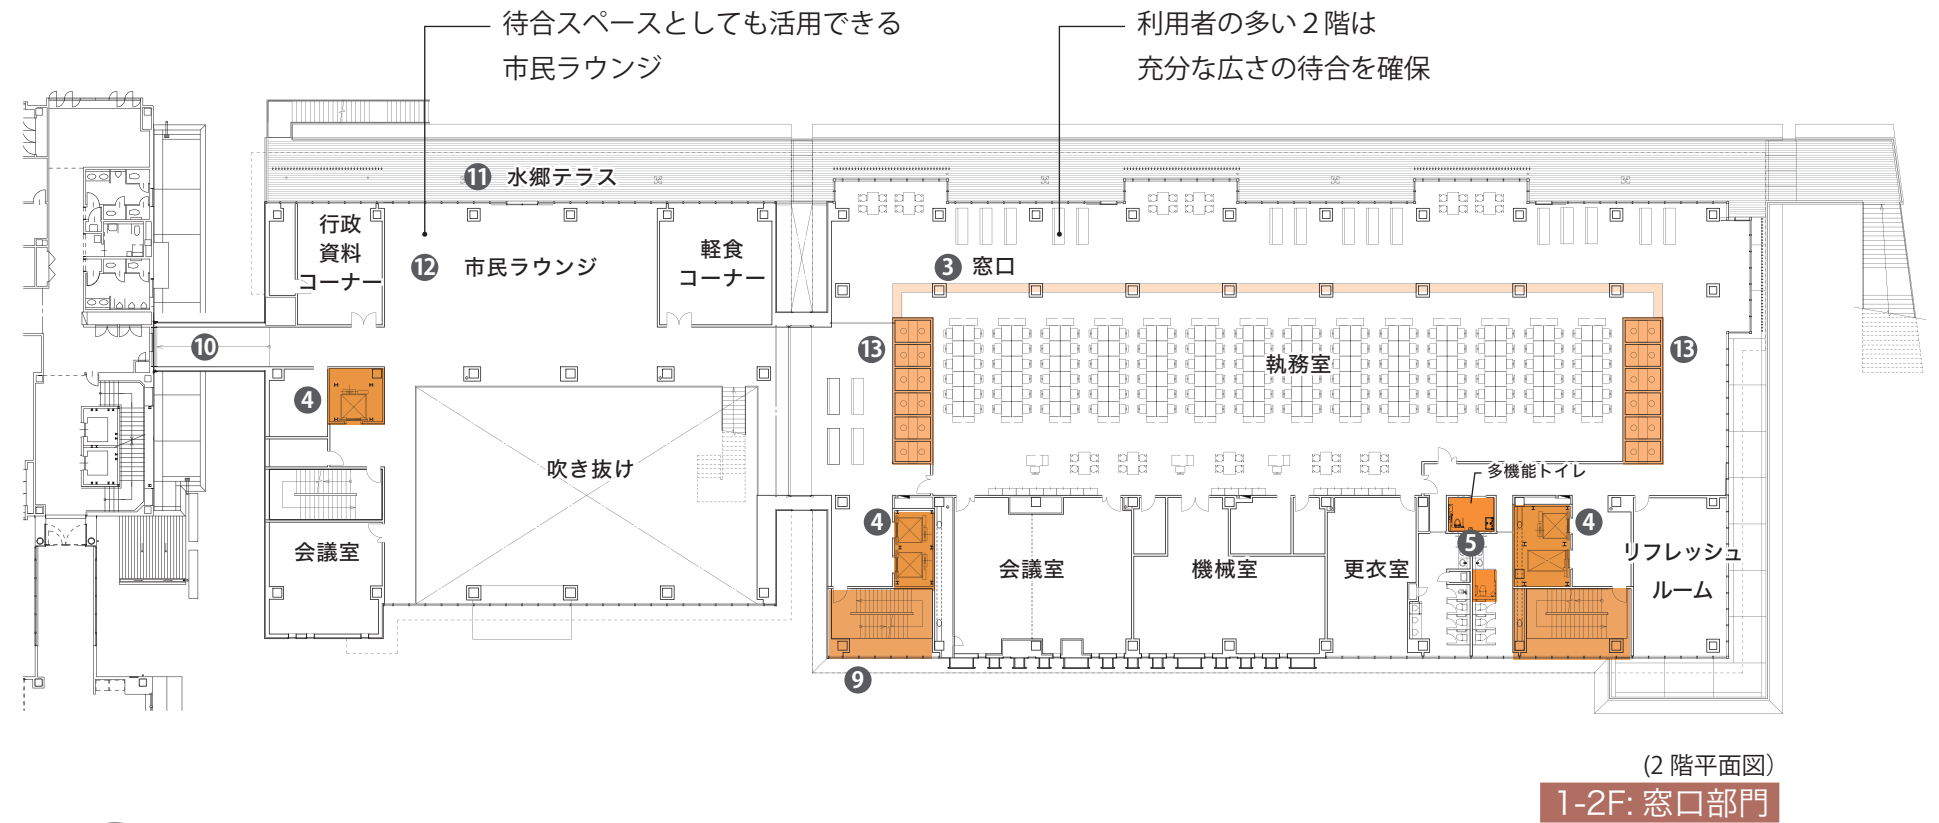 待合スペースとしても活用できる
市民ラウンジ
利用者の多い２階は
充分な広さの待合を確保
⑪ 水郷テラス
行政
資料
コーナー
⑫ 市民ラウンジ
軽食
コーナー
③ 窓口
⑩
⑬
執務室
⑬
④
吹き抜け
多機能トイレ
④
④
⑤
会議室
会議室
機械室
更衣室
リフレッシュ
ルーム
⑨
(2 階平面図)
1-2F: 窓口部門